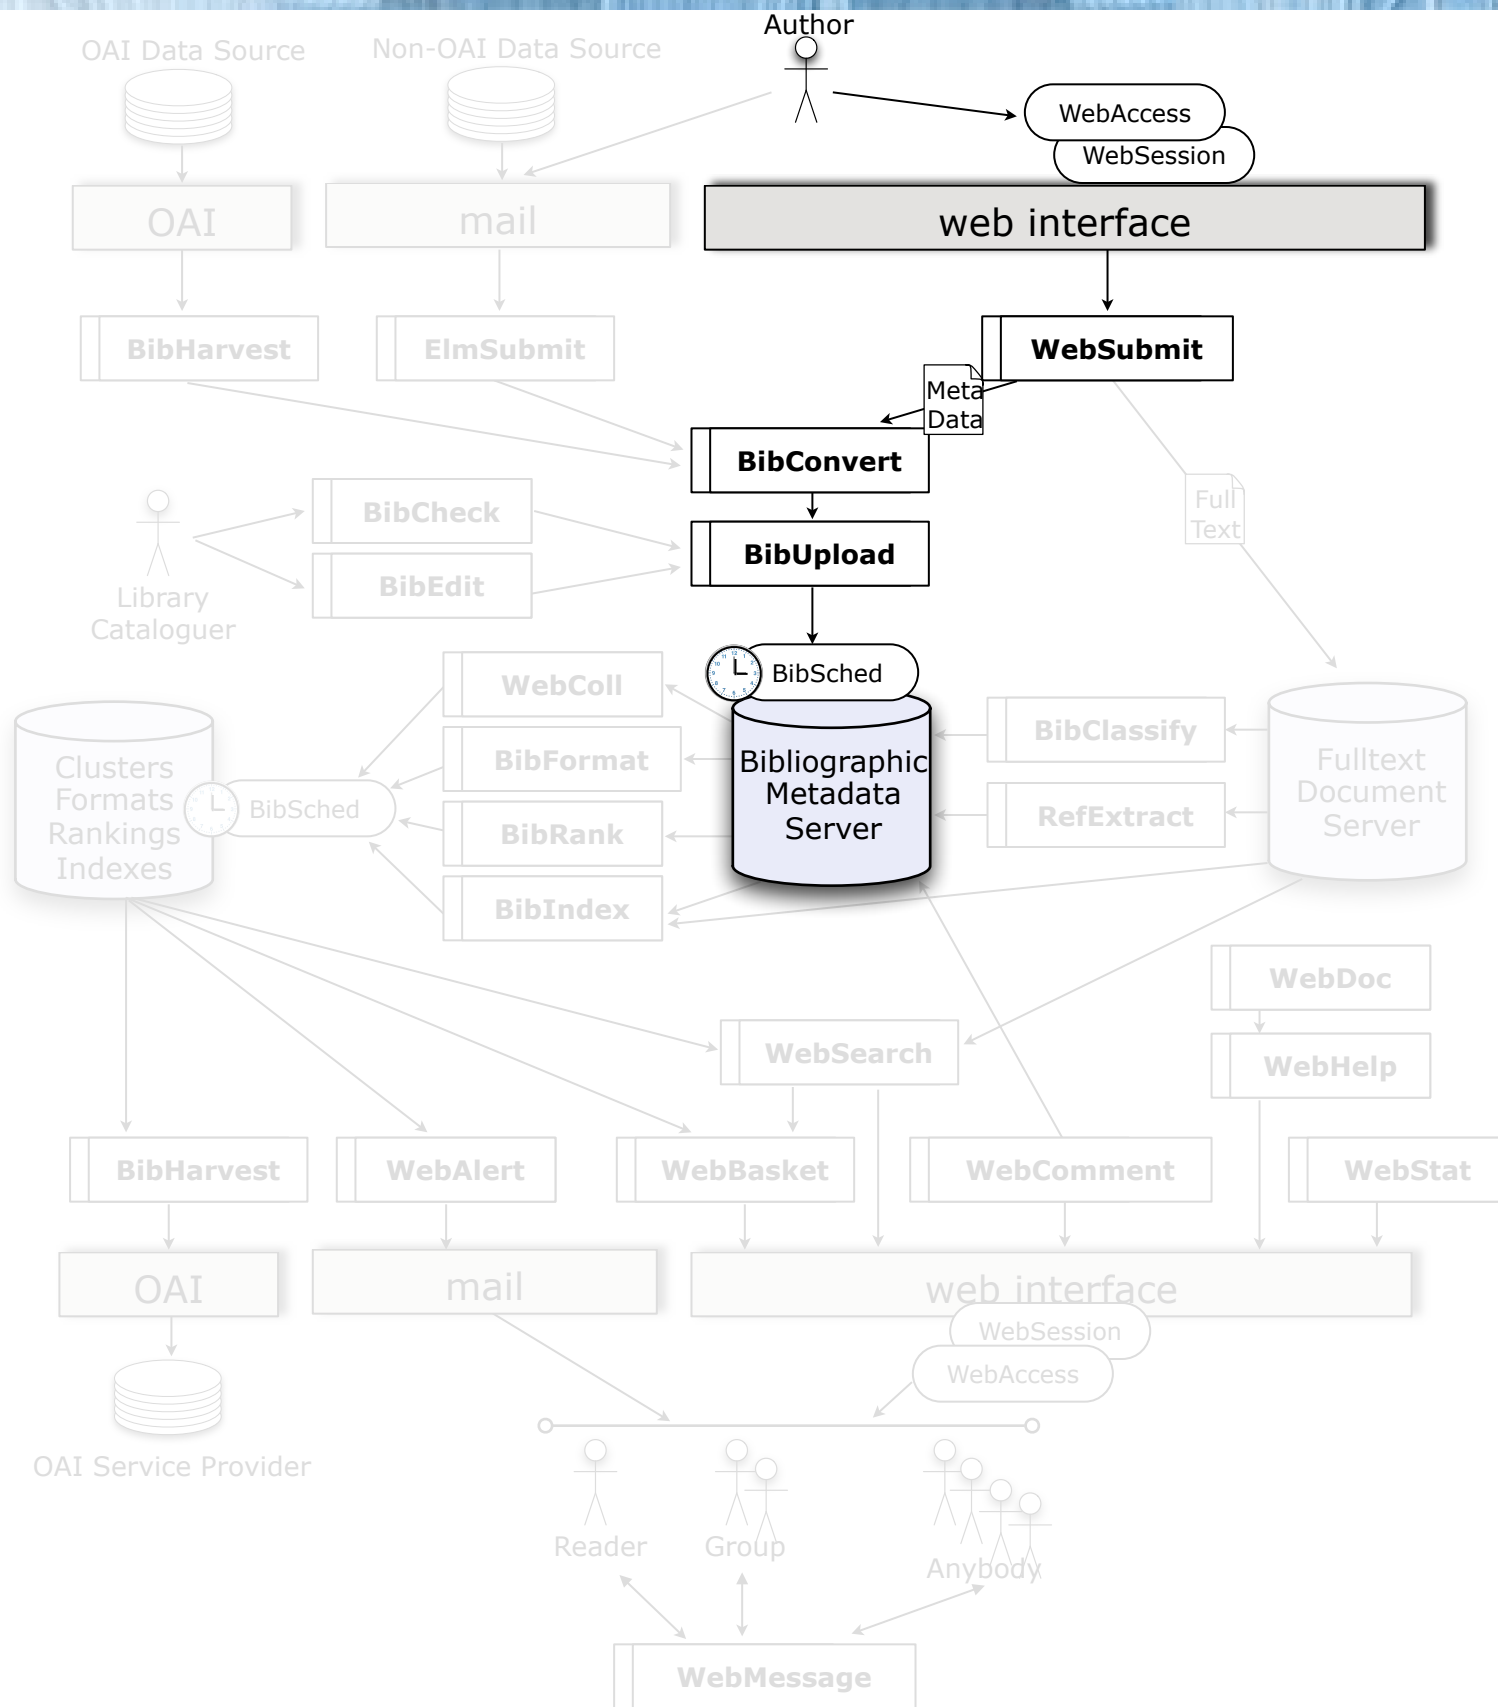 Author
OAI Data Source
Non-OAI Data Source
WebAccess
WebSession
OAI
mail
web interface
BibHarvest
ElmSubmit
WebSubmit
Meta
Data
BibConvert
Full
Text
BibCheck
BibUpload
BibEdit
Library
Cataloguer
BibSched
WebColl
BibClassify
Bibliographic
Metadata
Server
BibFormat
Clusters
Formats
Rankings
Indexes
BibSched
Fulltext
Document
Server
RefExtract
BibRank
BibIndex
WebDoc
WebSearch
WebHelp
BibHarvest
WebAlert
WebBasket
WebComment
WebStat
OAI
mail
web interface
WebSession
WebAccess
OAI Service Provider
Reader
Group
Anybody
WebMessage